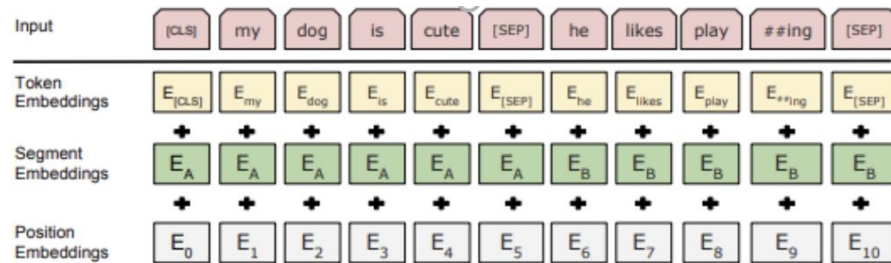 Input [CLS] my dog is cute [SEP] he likes play ##ing [SEP]
Token
Embeddings E[CLS] Emy Edog Eis Ecute E[SEP] Ehe Elikes Eplay E##ing E[SEP]
+ + + + + + + + + + +
Segment
Embeddings EA EA EA EA EA EA EB EB EB EB EB
+ + + + + + + + + + +
Position
Embeddings E0 E1 E2 E3 E4 E5 E6 E7 E8 E9 E10